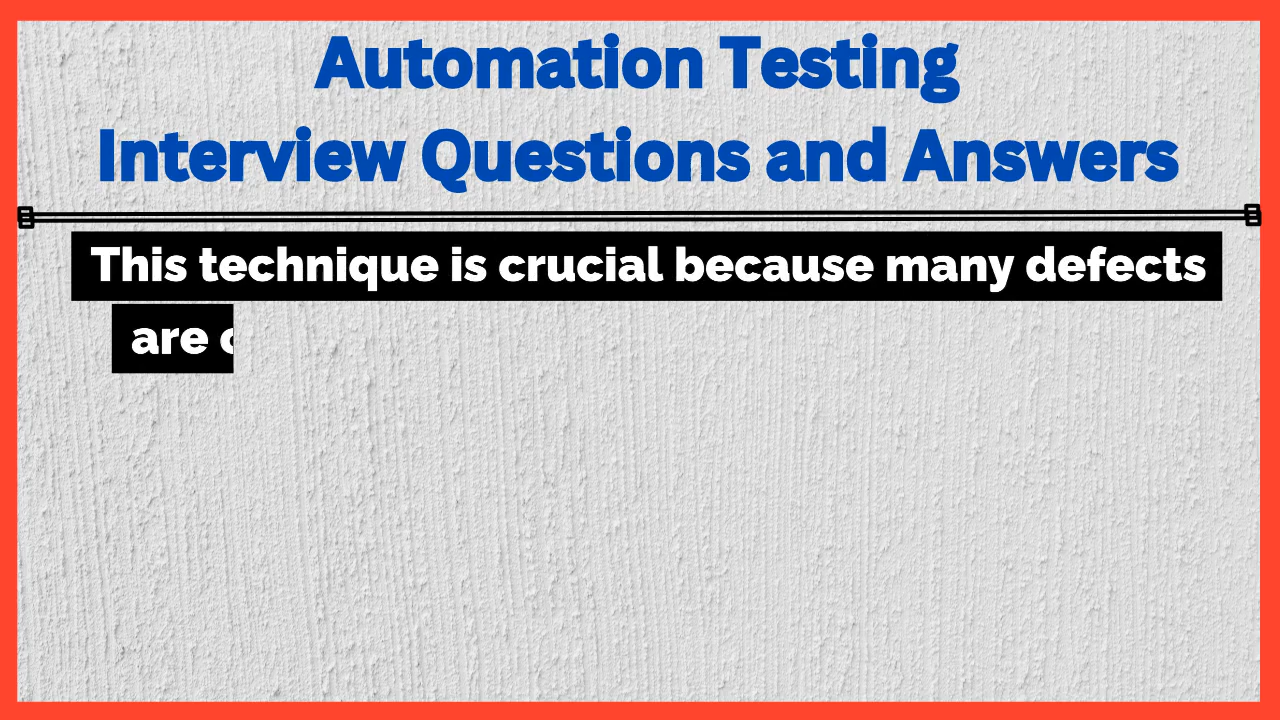 Automation Testing
Interview Questions and Answers
This technique is crucial because many defects
are